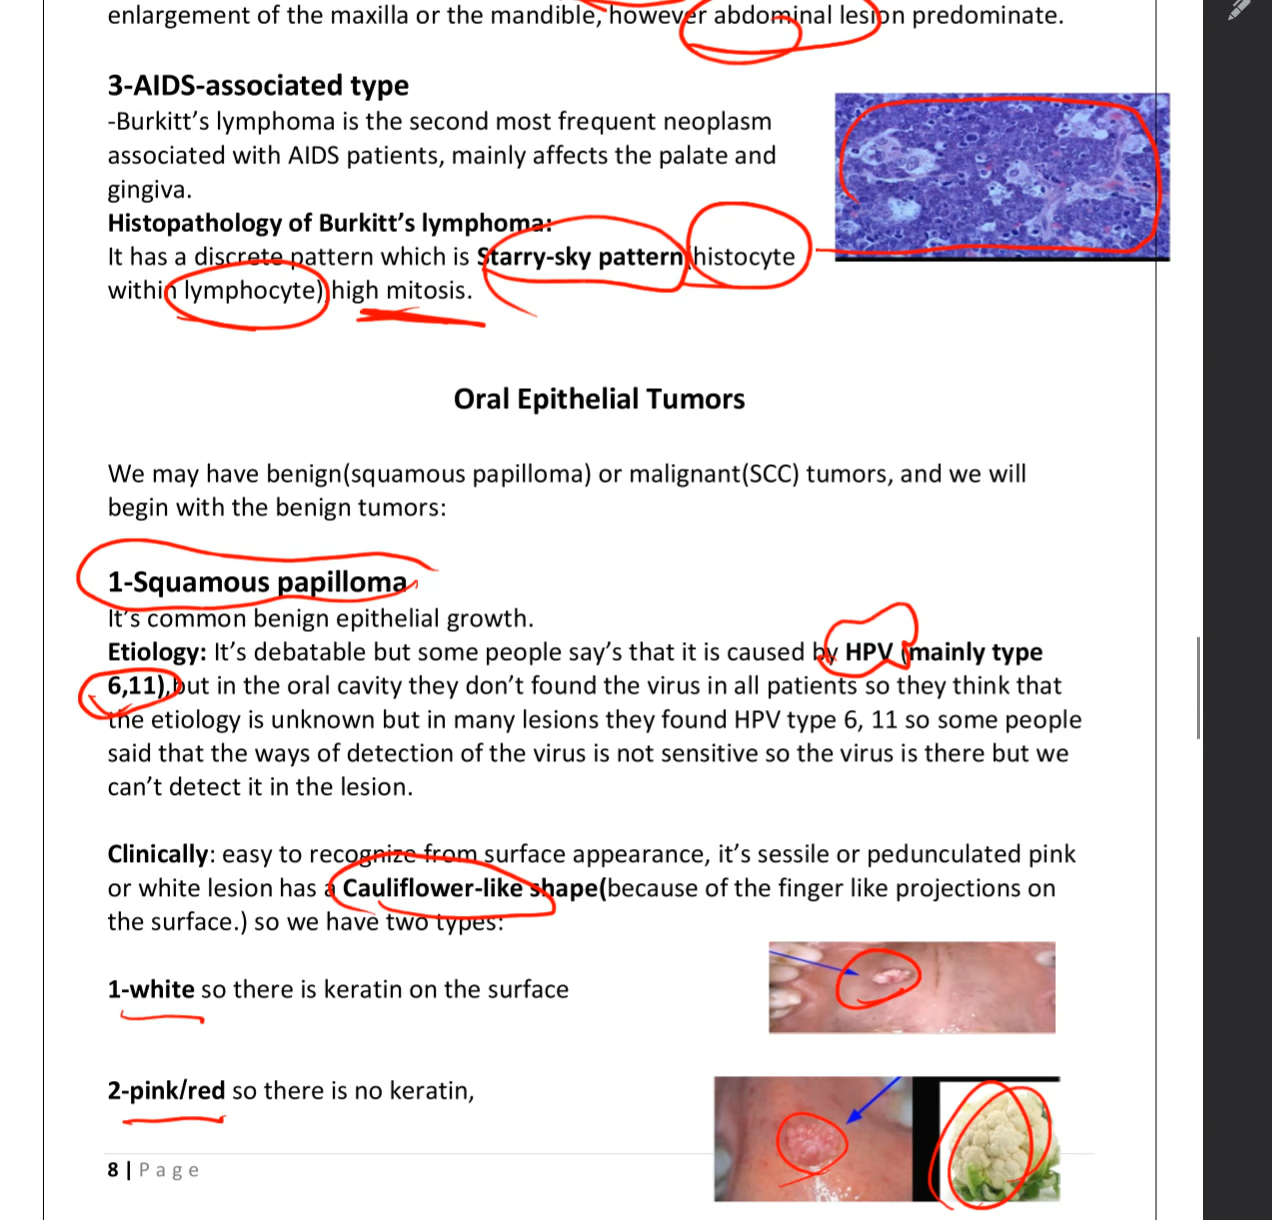 enlargement of the maxilla or the mandible, however abdominal lesion predominate.
3-AIDS-associated type
-Burkitt’s lymphoma is the second most frequent neoplasm
associated with AIDS patients, mainly affects the palate and
gingiva.
Histopathology of Burkitt’s lymphoma:
It has a discrete pattern which is Starry-sky pattern(histocyte
within lymphocyte) high mitosis.
Oral Epithelial Tumors
We may have benign(squamous papilloma) or malignant(SCC) tumors, and we will
begin with the benign tumors:
1-Squamous papilloma
It’s common benign epithelial growth.
Etiology: It’s debatable but some people say’s that it is caused by HPV (mainly type
6,11),but in the oral cavity they don’t found the virus in all patients so they think that
the etiology is unknown but in many lesions they found HPV type 6, 11 so some people
said that the ways of detection of the virus is not sensitive so the virus is there but we
can’t detect it in the lesion.
Clinically: easy to recognize from surface appearance, it’s sessile or pedunculated pink
or white lesion has a Cauliflower-like shape(because of the finger like projections on
the surface.) so we have two types:
1-white so there is keratin on the surface
2-pink/red so there is no keratin,
8 | Page